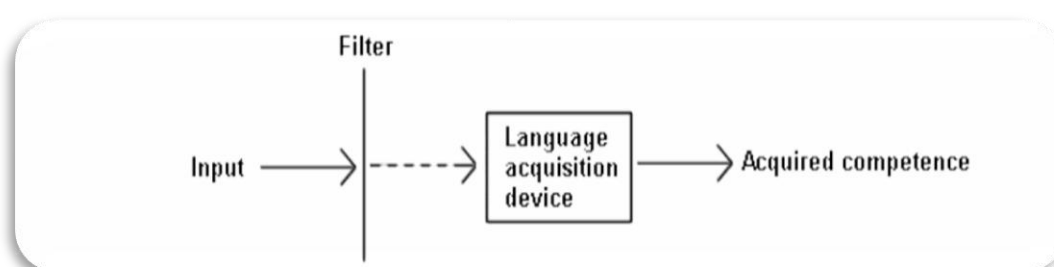 Filter
Input
Language
acquisition
device
Acquired competence